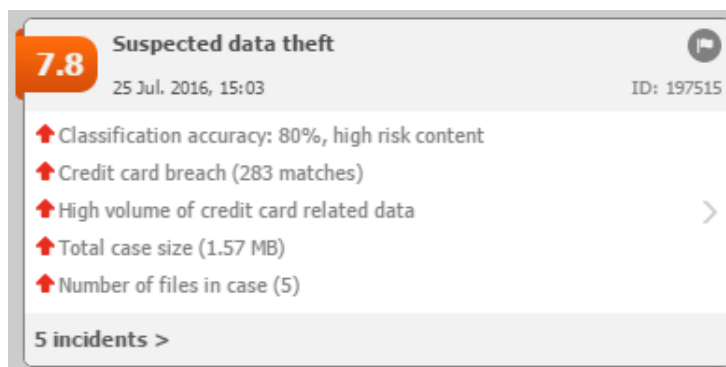 7.8
Suspected data theft
25 Jul. 2016, 15:03
ID: 197515
Classification accuracy: 80%, high risk content
Credit card breach (283 matches)
High volume of credit card related data
Total case size (1.57 MB)
Number of files in case (5)
5 incidents >